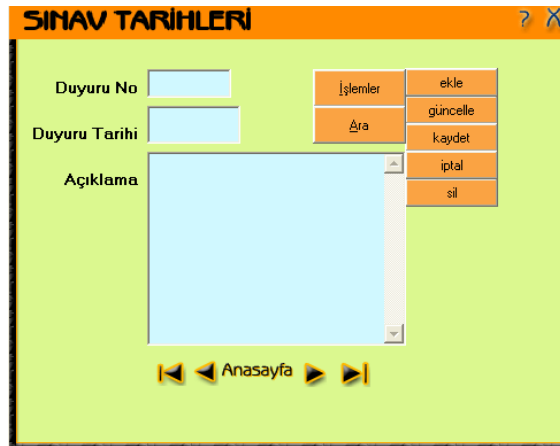 SINAV TARİHLERİ ? X
Duyuru No
Duyuru Tarihi
Açıklama
İşlemler
Ara
ekle
güncelle
kaydet
iptal
sil
Anasayfa